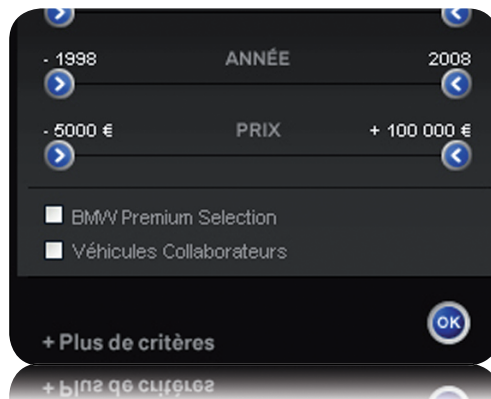 - 1998 ANNÉE 2008
- 5000 € PRIX + 100 000 €
BMW Premium Selection
Véhicules Collaborateurs
OK
+ Plus de critères